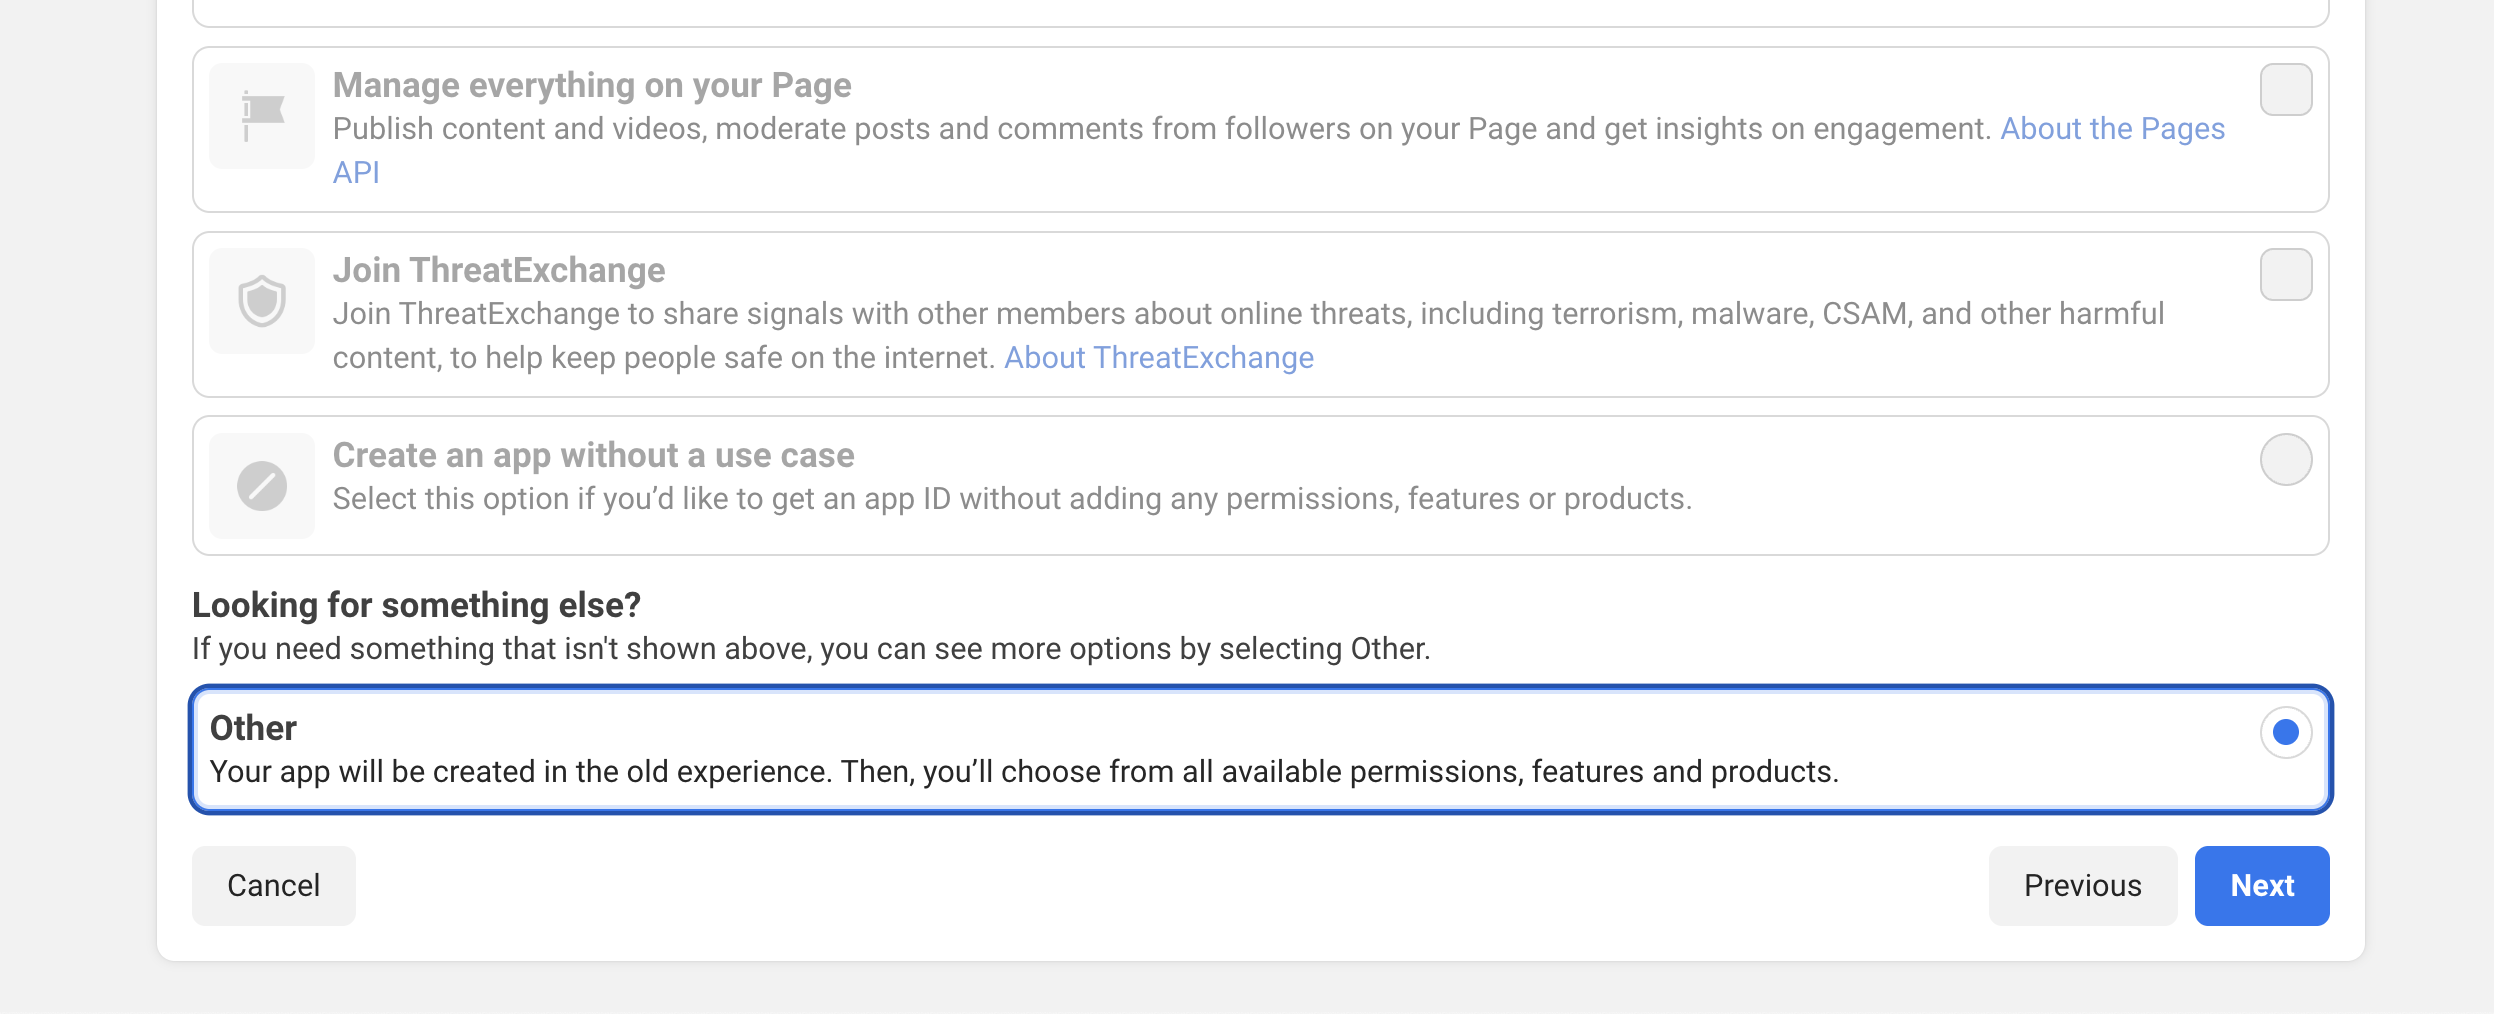 Manage everything on your Page
Publish content and videos, moderate posts and comments from followers on your Page and get insights on engagement. About the Pages
API
Join ThreatExchange
Join ThreatExchange to share signals with other members about online threats, including terrorism, malware, CSAM, and other harmful
content, to help keep people safe on the internet. About ThreatExchange
Create an app without a use case
Select this option if you’d like to get an app ID without adding any permissions, features or products.
Looking for something else?
If you need something that isn't shown above, you can see more options by selecting Other.
Other
Your app will be created in the old experience. Then, you’ll choose from all available permissions, features and products.
Cancel
Previous
Next